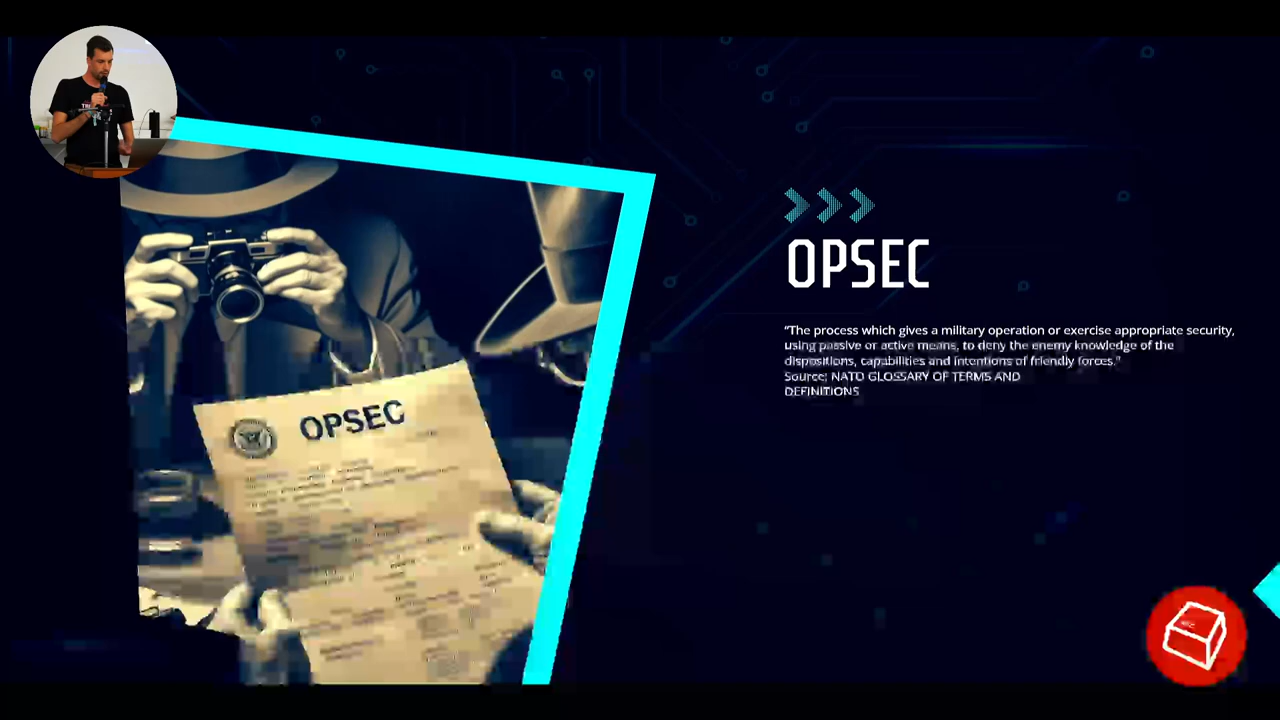 OPSEC
“The process which gives a military operation or exercise appropriate security,
using passive or active means, to deny the enemy knowledge of the
dispositions, capabilities and intentions of friendly forces.”
Source: NATO GLOSSARY OF TERMS AND
DEFINITIONS
OPSEC